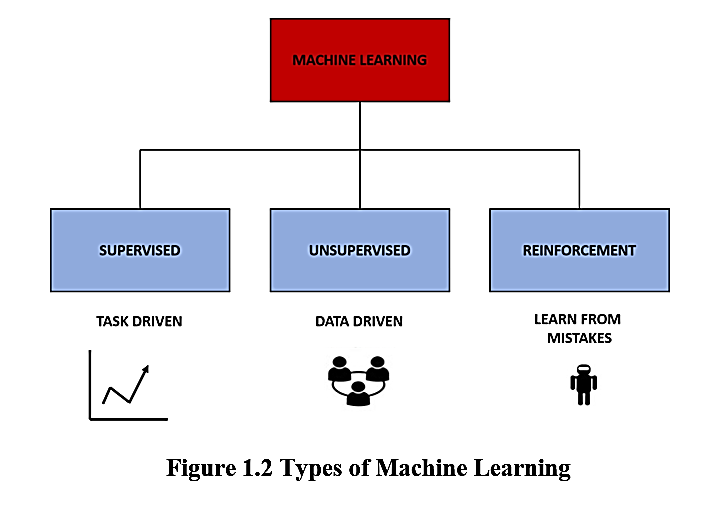 MACHINE LEARNING
SUPERVISED
UNSUPERVISED
REINFORCEMENT
TASK DRIVEN
DATA DRIVEN
LEARN FROM
MISTAKES
Figure 1.2 Types of Machine Learning